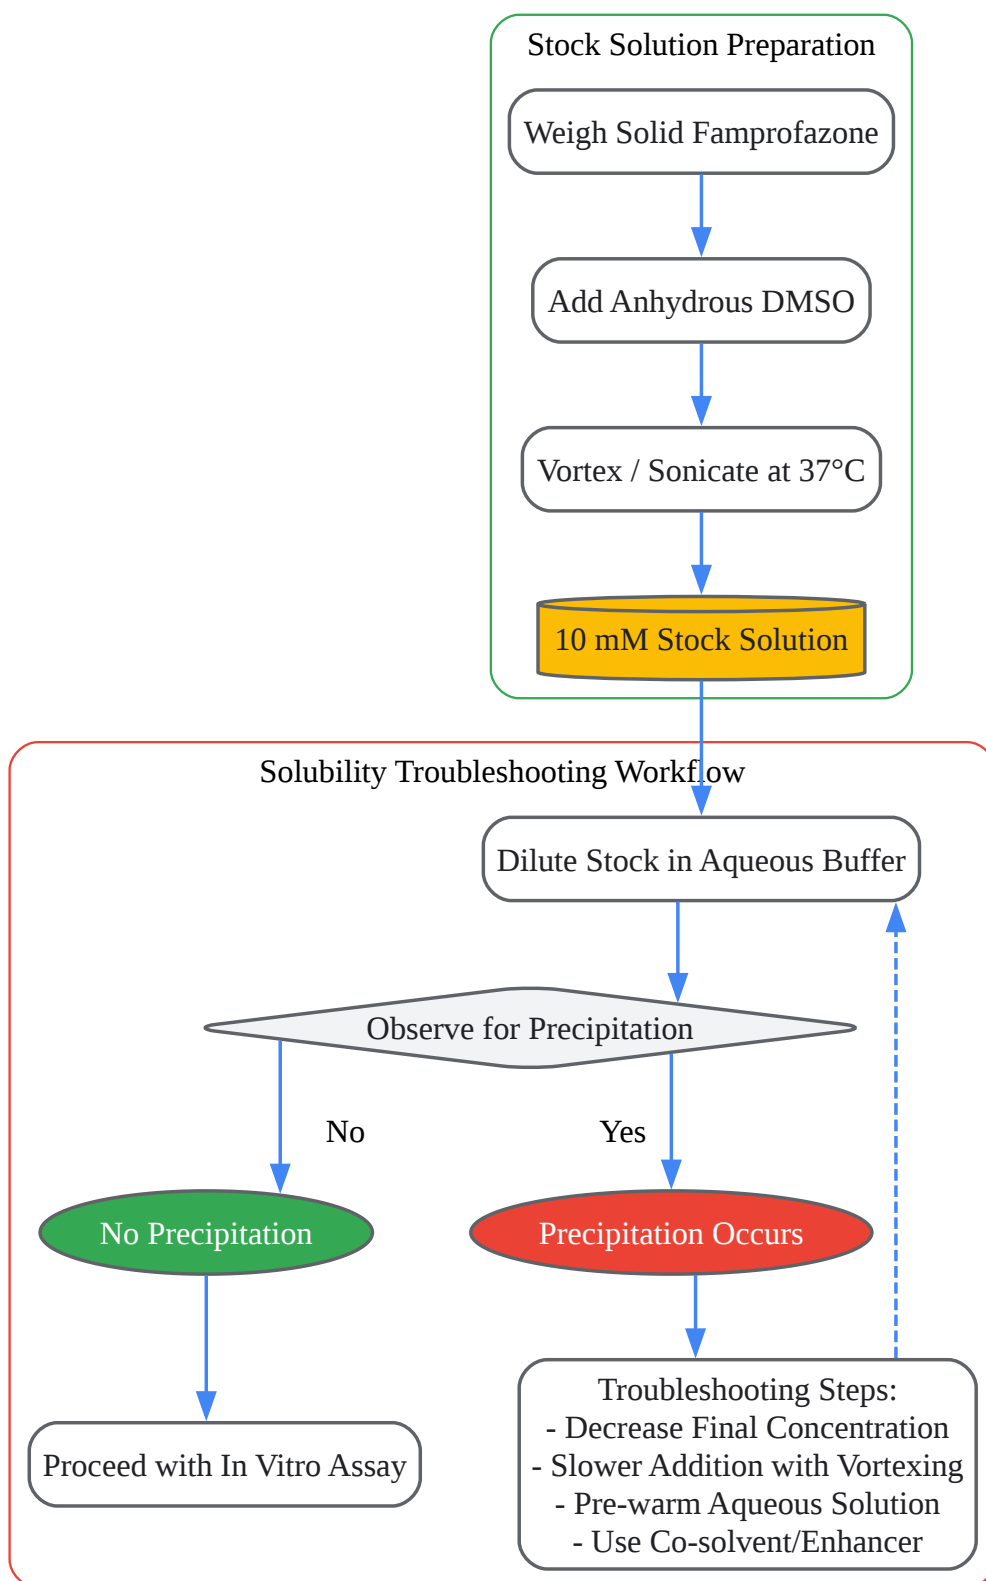 Stock Solution Preparation
Weigh Solid Famprofazone
Add Anhydrous DMSO
Vortex / Sonicate at 37°C
10 mM Stock Solution
Solubility Troubleshooting Workflow
Dilute Stock in Aqueous Buffer
Observe for Precipitation
No
Yes
No Precipitation
Precipitation Occurs
Troubleshooting Steps:
- Decrease Final Concentration
- Slower Addition with Vortexing
- Pre-warm Aqueous Solution
- Use Co-solvent/Enhancer
Proceed with In Vitro Assay